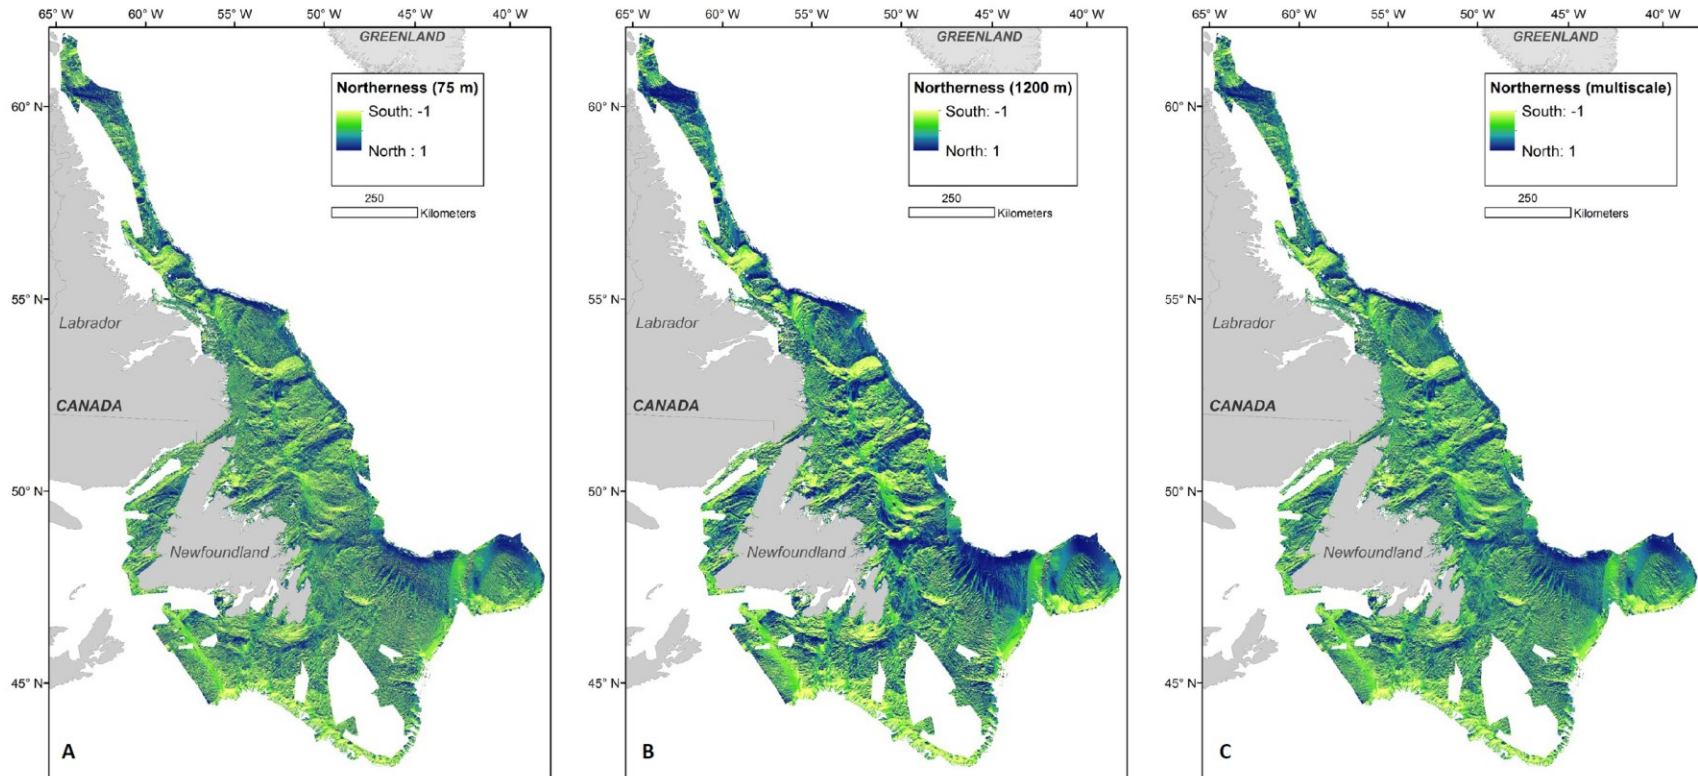 65° W 60° W 55° W 50° W 45° W 40° W
GREENLAND
Northerness (75 m)
South: -1
North : 1
250
Kilometers
60° N
55° N
Labrador
CANADA
50° N
Newfoundland
45° N
A
65° W 60° W 55° W 50° W 45° W 40° W
GREENLAND
Northerness (1200 m)
South: -1
North: 1
250
Kilometers
60° N
55° N
Labrador
CANADA
50° N
Newfoundland
45° N
B
65° W 60° W 55° W 50° W 45° W 40° W
GREENLAND
Northerness (multiscale)
South: -1
North: 1
250
Kilometers
60° N
55° N
Labrador
CANADA
50° N
Newfoundland
45° N
C